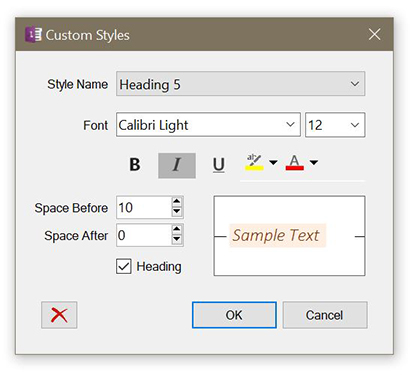 Custom Styles
Style Name Heading 5
Font Calibri Light 12
B I U ab A
Space Before 10
Space After 0
Sample Text
Heading
OK Cancel